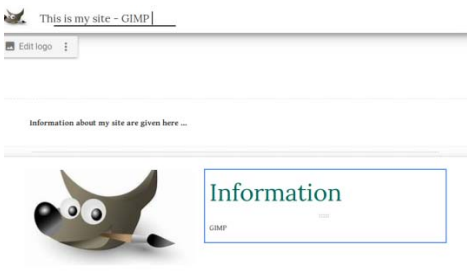 This is my site - GIMP
Edit logo
Information about my site are given here ...
Information
GIMP